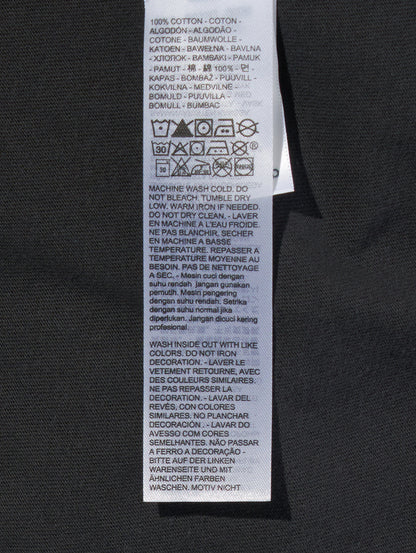 100% COTTON - COTON -
ALGODÓN - ALGODÃO -
COTONE - BAUMWOLLE -
KATOEN - BAWEŁNA - BAVLNA
- ХЛОПОК - BAMBAKI - PAMUK
- PAMUT - 棉 - 綿 100% - 면 -
KAPAS - BOMBAŽ - PUUVILL -
KOKVILNA - MEDVILNE -
BOMULD - PUUVILLA -
BOMULL - BUMBAC
30
30
MACHINE WASH COLD. DO
NOT BLEACH. TUMBLE DRY
LOW. WARM IRON IF NEEDED.
DO NOT DRY CLEAN. - LAVER
EN MACHINE A L'EAU FROIDE.
NE PAS BLANCHIR. SECHER
EN MACHINE A BASSE
TEMPERATURE. REPASSER A
TEMPERATURE MOYENNE AU
BESOIN. PAS DE NETTOYAGE
A SEC. - Mesin cuci dengan
suhu rendah jangan gunakan
pemutih. Mesin pengering
dengan suhu rendah. Setrika
dengan suhu normal jika
diperlukan. Jangan dicuci kering
profesional.
WASH INSIDE OUT WITH LIKE
COLORS. DO NOT IRON
DECORATION. - LAVER LE
VETEMENT RETOURNE, AVEC
DES COULEURS SIMILAIRES.
NE PAS REPASSER LA
DECORATION. - LAVAR DEL
REVÉS, CON COLORES
SIMILARES. NO PLANCHAR
DECORACIÓN . - LAVAR DO
AVESSO COM CORES
SEMELHANTES. NÃO PASSAR
A FERRO A DECORAÇÃO -
BITTE AUF DER LINKEN
WARENSEITE UND MIT
ÄHNLICHEN FARBEN
WASCHEN. MOTIV NICHT